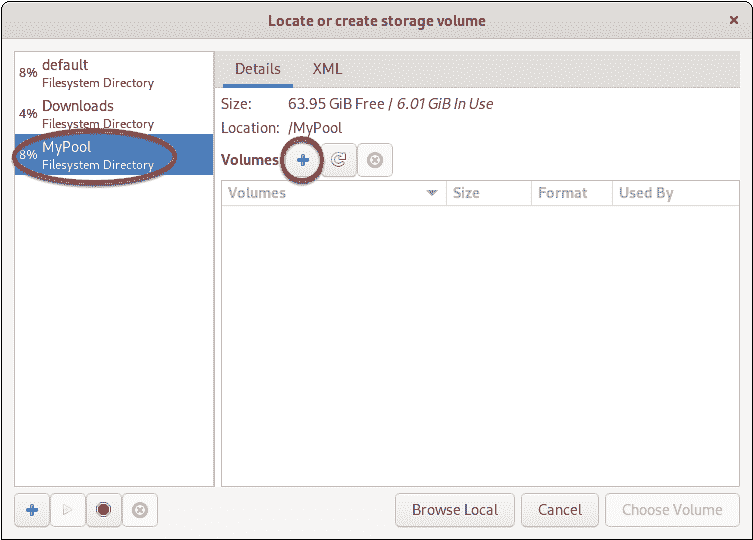 Locate or create storage volume
8% default
Filesystem Directory
4% Downloads
Filesystem Directory
8% MyPool
Filesystem Directory
Details XML
Size: 63.95 GiB Free / 6.01 GiB In Use
Location: /MyPool
Volumes
Volumes Size Format Used By
Browse Local Cancel Choose Volume